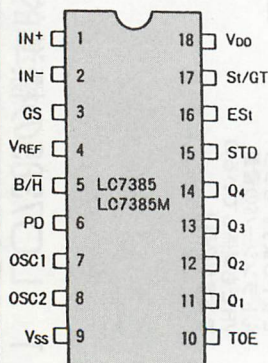 IN+ 1 18 VDD
IN− 2 17 St/GT
GS 3 16 ESt
VREF 4 15 STD
B/H̅ 5 LC7385 14 Q4
LC7385M
PD 6 13 Q3
OSC1 7 12 Q2
OSC2 8 11 Q1
VSS 9 10 TOE